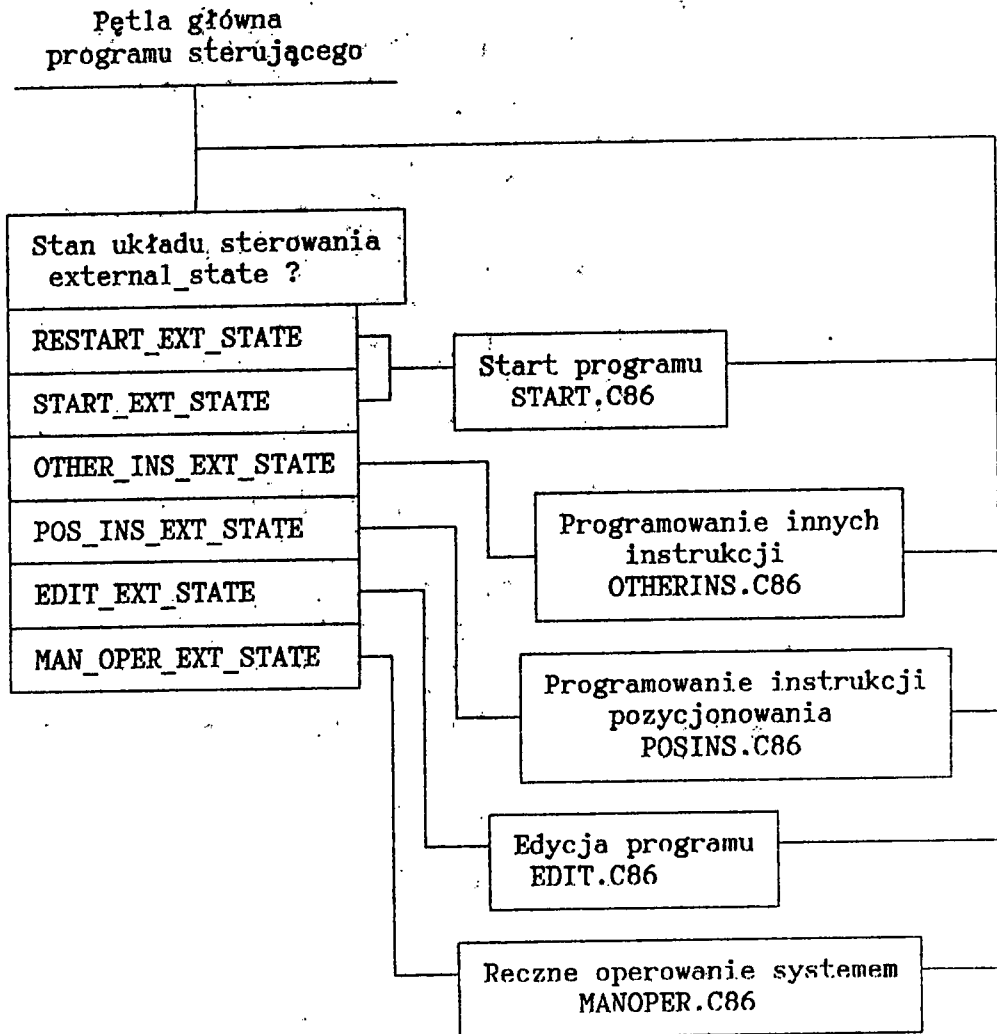 Pętla główna
programu sterującego
Stan układu sterowania
external_state ?
RESTART_EXT_STATE
START_EXT_STATE
OTHER_INS_EXT_STATE
POS_INS_EXT_STATE
EDIT_EXT_STATE
MAN_OPER_EXT_STATE
Start programu
START.C86
Programowanie innych
instrukcji
OTHERINS.C86
Programowanie instrukcji
pozycjonowania
POSINS.C86
Edycja programu
EDIT.C86
Reczne operowanie systemem
MANOPER.C86